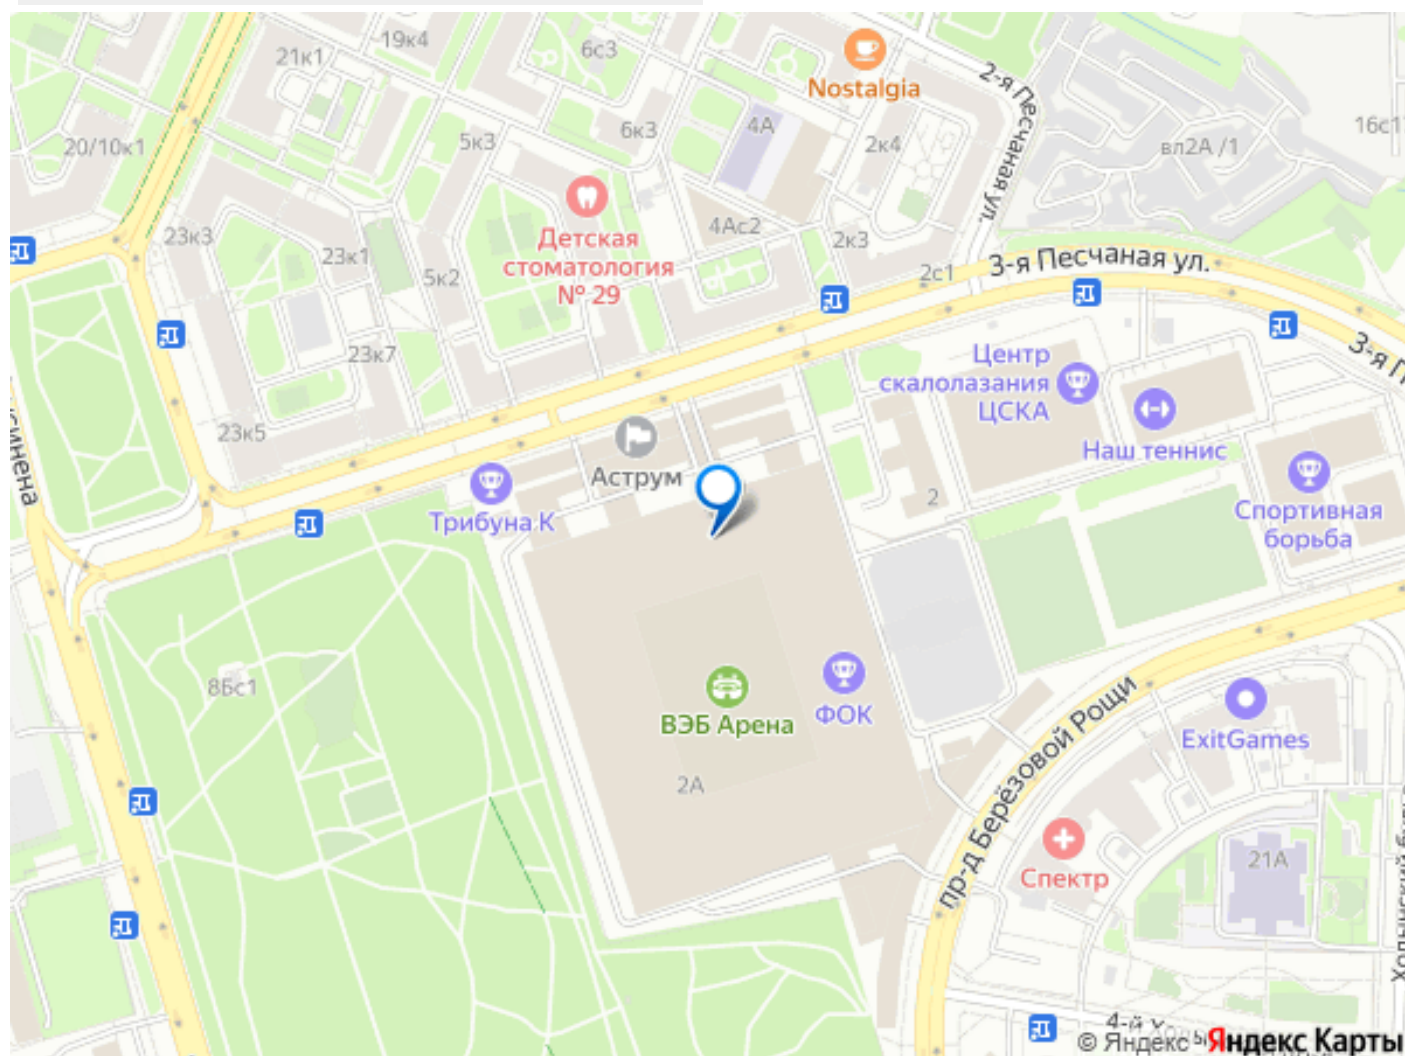 19к4
21к1
6с3
Nostalgia
2-я Песчаная ул.
20/10к1
5к3
6к3
4А
2к4
вл2А /1
23к3
23к1
5к2
Детская
стоматология
№ 29
4Ас2
2к3
2с1
3-я Песчаная ул.
23к7
23к5
Центр
скалолазания
ЦСКА
Наш теннис
Аструм
Трибуна К
2
Спортивная
борьба
8Бс1
ВЭБ Арена
ФОК
2А
пр-д Берёзовой Рощи
ExitGames
Спектр
21А
4-й
© Яндекс
Яндекс Карты